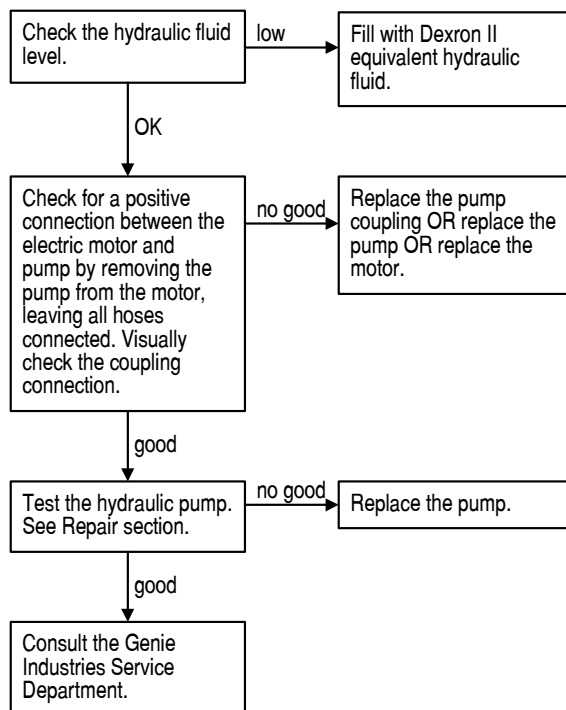 Check the hydraulic fluid
level.
low
Fill with Dexron II
equivalent hydraulic
fluid.
OK
Check for a positive
connection between the
electric motor and
pump by removing the
pump from the motor,
leaving all hoses
connected. Visually
check the coupling
connection.
no good
Replace the pump
coupling OR replace the
pump OR replace the
motor.
good
Test the hydraulic pump.
See Repair section.
no good
Replace the pump.
good
Consult the Genie
Industries Service
Department.